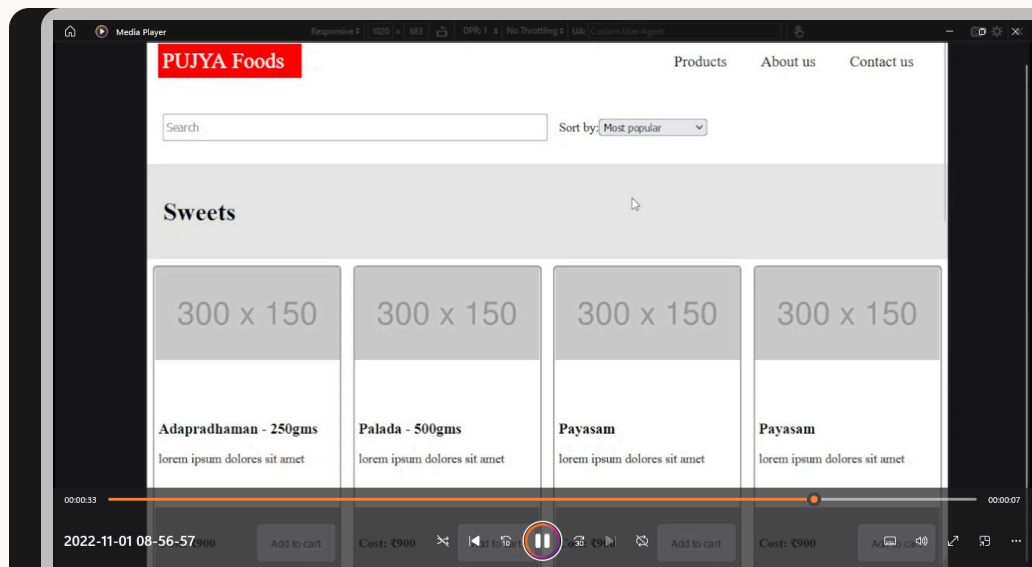 Media Player
Responsive 1020 × 683 DPR: 1 No Throttling UA: Custom User Agent
PUJYA Foods Products About us Contact us
Search Sort by: Most popular
Sweets
300 x 150 300 x 150 300 x 150 300 x 150
Adapradhaman - 250gms Palada - 500gms Payasam Payasam
lorem ipsum dolores sit amet lorem ipsum dolores sit amet lorem ipsum dolores sit amet lorem ipsum dolores sit amet
00:00:33 00:00:07
2022-11-01 08-56-57 Add to cart Cost: ₹900 10 30 Add to cart Cost: ₹900